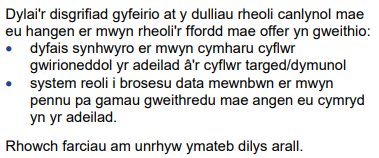 Dylai'r disgrifiad gyfeirio at y dulliau rheoli canlynol mae
eu hangen er mwyn rheoli'r ffordd mae offer yn gweithio:
• dyfais synhwyro er mwyn cymharu cyflwr
gwirioneddol yr adeilad â'r cyflwr targed/dymunol
• system reoli i brosesu data mewnbwn er mwyn
pennu pa gamau gweithredu mae angen eu cymryd
yn yr adeilad.
Rhowch farciau am unrhyw ymateb dilys arall.